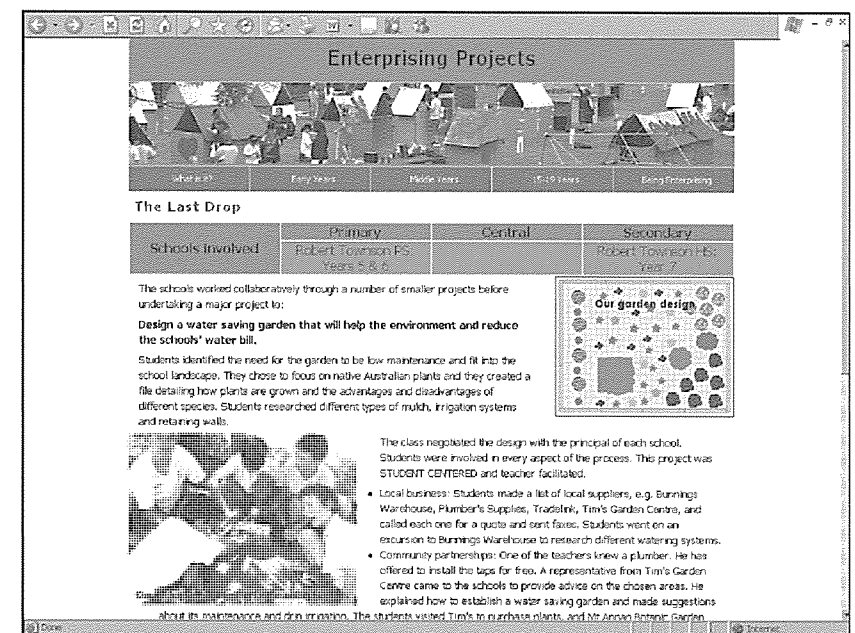 Enterprising Projects
What is it?
Early Years
Middle Years
15-19 Years
Being Enterprising
The Last Drop
Schools involved
Primary
Central
Secondary
Robert Townson PS:
Years 5 & 6
Robert Townson HS:
Year 7
The schools worked collaboratively through a number of smaller projects before
undertaking a major project to:
Design a water saving garden that will help the environment and reduce
the schools' water bill.
Students identified the need for the garden to be low maintenance and fit into the
school landscape. They chose to focus on native Australian plants and they created a
file detailing how plants are grown and the advantages and disadvantages of
different species. Students researched different types of mulch, irrigation systems
and retaining walls.
Our garden design
The class negotiated the design with the principal of each school.
Students were involved in every aspect of the process. This project was
STUDENT CENTERED and teacher facilitated.
• Local business: Students made a list of local suppliers, e.g. Bunnings
Warehouse, Plumber's Supplies, Tradelink, Tim's Garden Centre, and
called each one for a quote and sent faxes. Students went on an
excursion to Bunnings Warehouse to research different watering systems.
• Community partnerships: One of the teachers knew a plumber. He has
offered to install the taps for free. A representative from Tim's Garden
Centre came to the schools to provide advice on the chosen areas. He
explained how to establish a water saving garden and made suggestions
about its maintenance and drip irrigation. The students visited Tim's to purchase plants, and Mt Annan Botanic Garden
Done
Internet